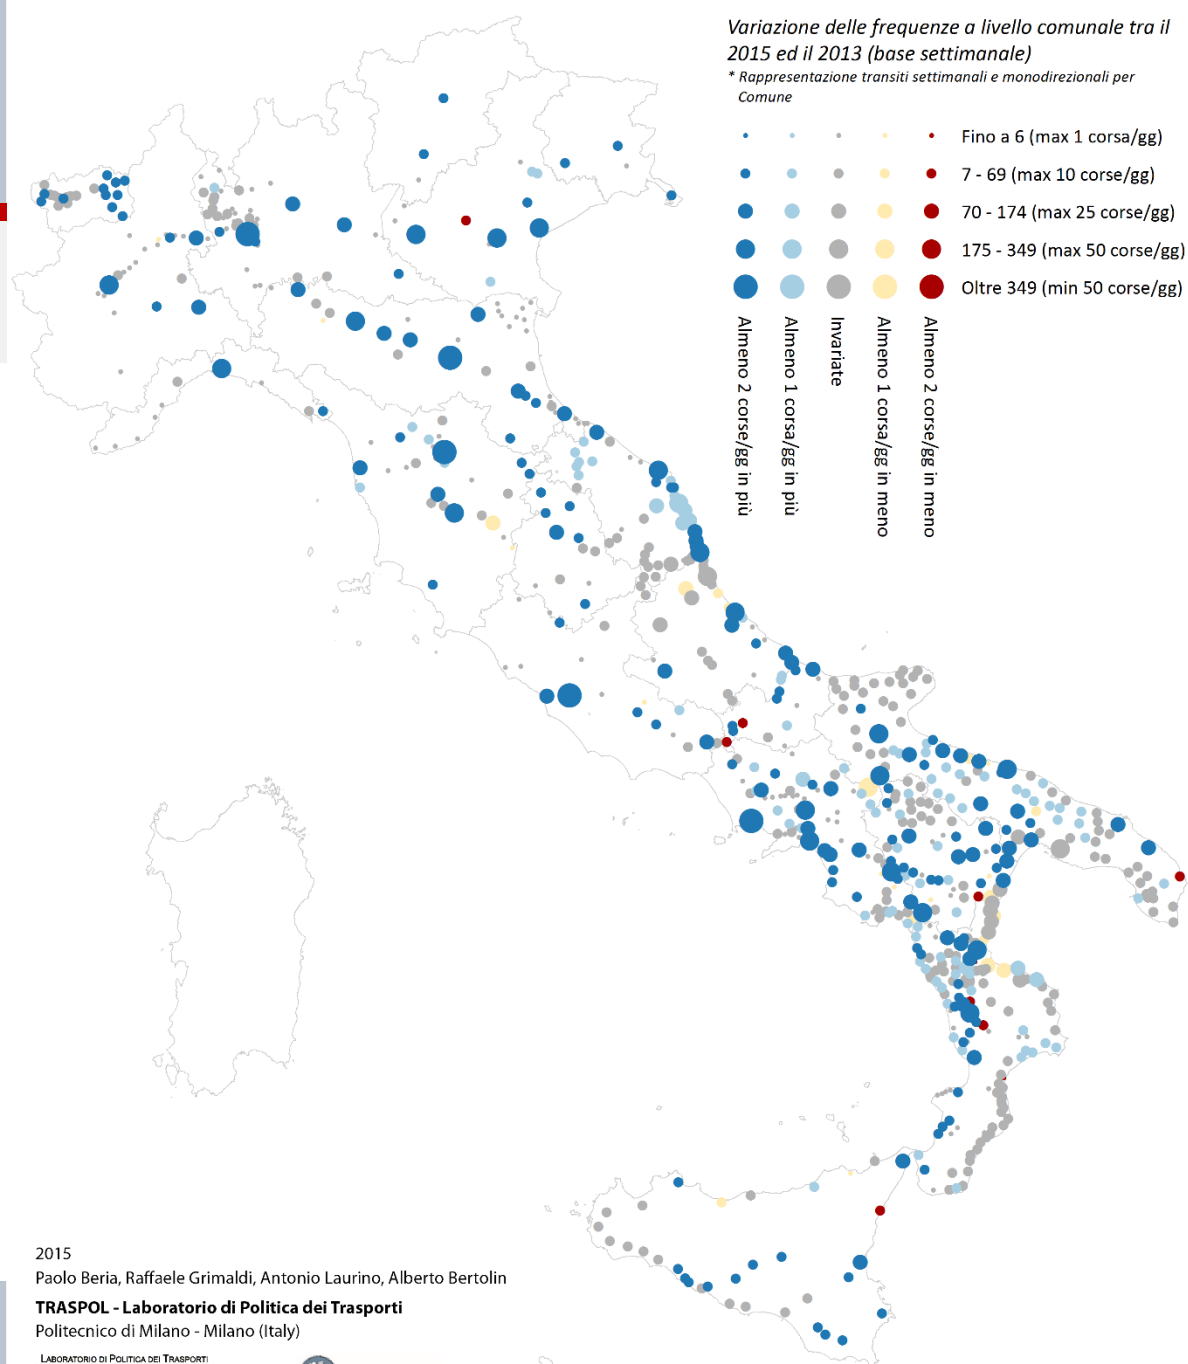 Variazione delle frequenze a livello comunale tra il
2015 ed il 2013 (base settimanale)
* Rappresentazione transiti settimanali e monodirezionali per
Comune
Fino a 6 (max 1 corsa/gg)
7 - 69 (max 10 corse/gg)
70 - 174 (max 25 corse/gg)
175 - 349 (max 50 corse/gg)
Oltre 349 (min 50 corse/gg)
Almeno 2 corse/gg in più
Almeno 1 corsa/gg in più
Invariate
Almeno 1 corsa/gg in meno
Almeno 2 corse/gg in meno
2015
Paolo Beria, Raffaele Grimaldi, Antonio Laurino, Alberto Bertolin
TRASPOL - Laboratorio di Politica dei Trasporti
Politecnico di Milano - Milano (Italy)
LABORATORIO DI POLITICA DEI TRASPORTI